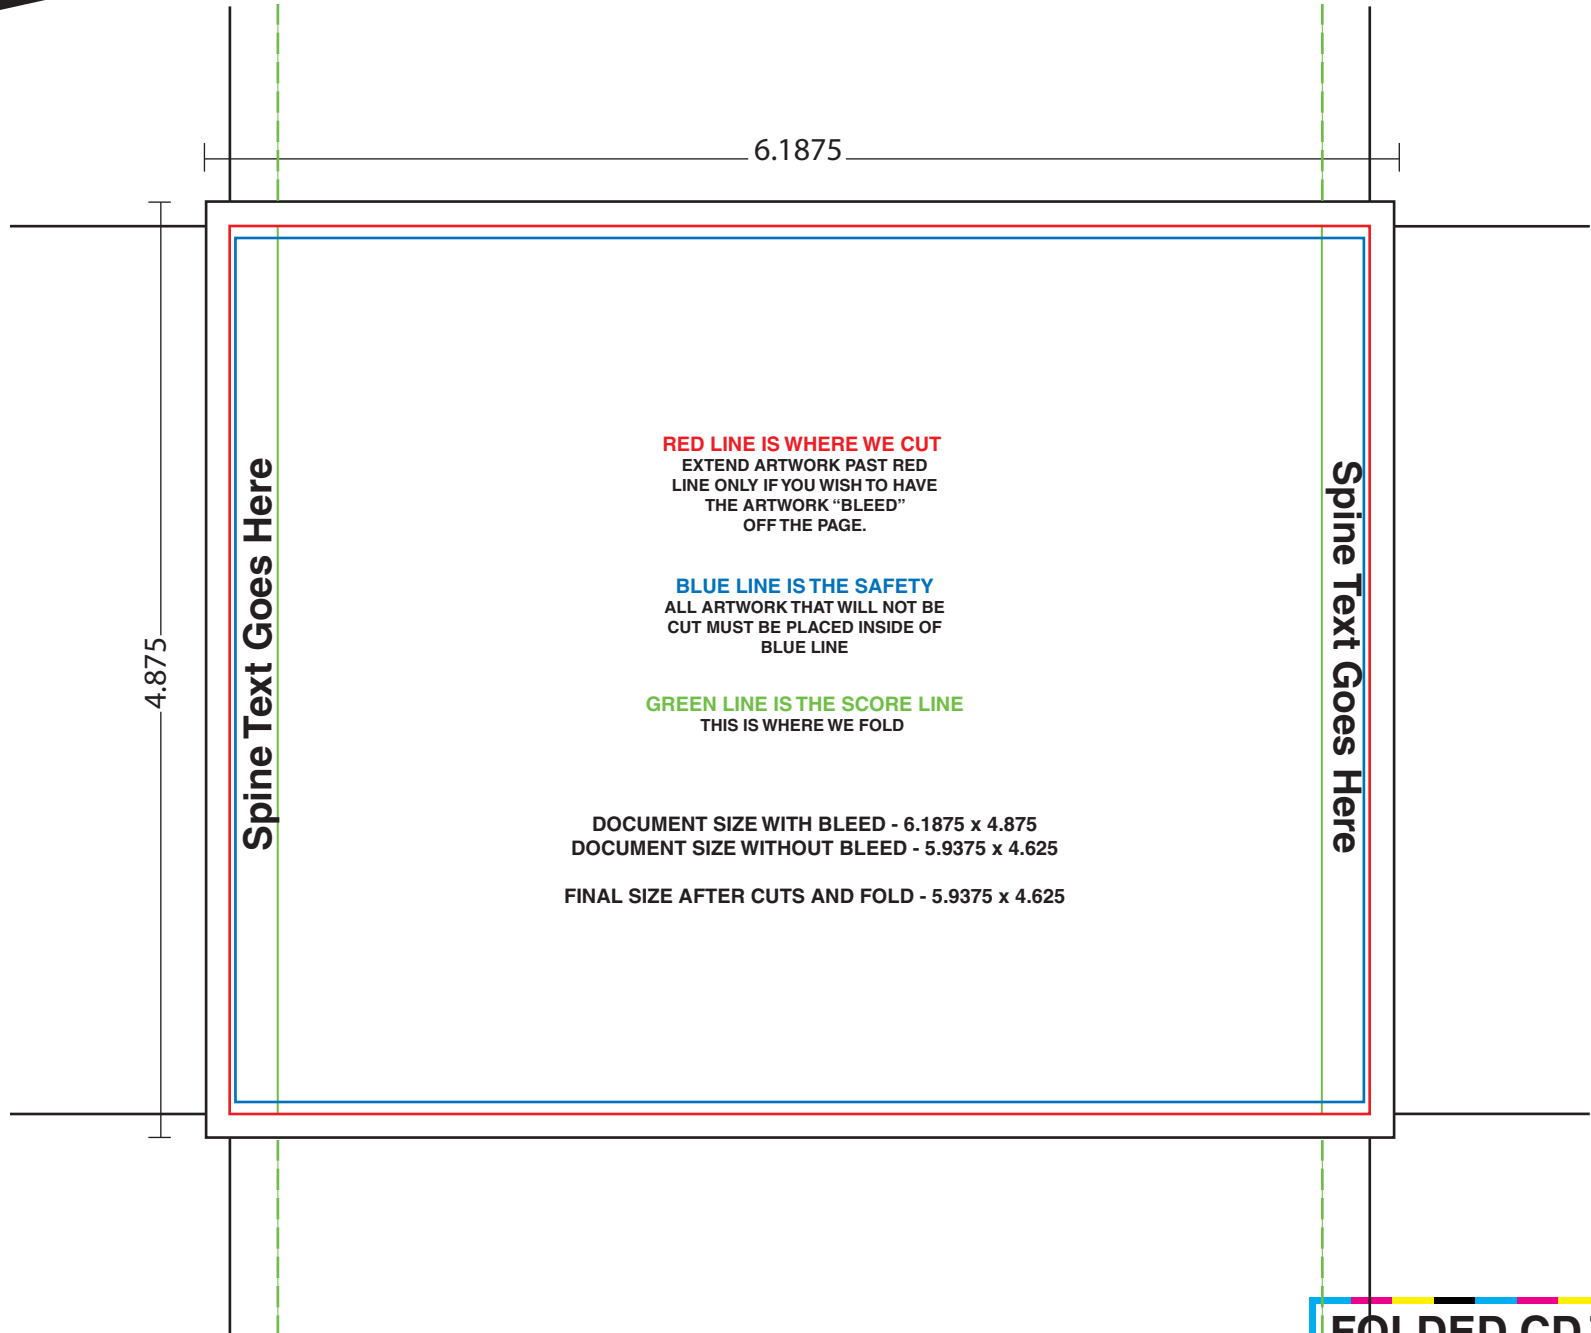 6.1875
4.875
Spine Text Goes Here
RED LINE IS WHERE WE CUT
EXTEND ARTWORK PAST RED
LINE ONLY IF YOU WISH TO HAVE
THE ARTWORK “BLEED”
OFF THE PAGE.
BLUE LINE IS THE SAFETY
ALL ARTWORK THAT WILL NOT BE
CUT MUST BE PLACED INSIDE OF
BLUE LINE
GREEN LINE IS THE SCORE LINE
THIS IS WHERE WE FOLD
DOCUMENT SIZE WITH BLEED - 6.1875 x 4.875
DOCUMENT SIZE WITHOUT BLEED - 5.9375 x 4.625
FINAL SIZE AFTER CUTS AND FOLD - 5.9375 x 4.625
Spine Text Goes Here
FOLDED CD